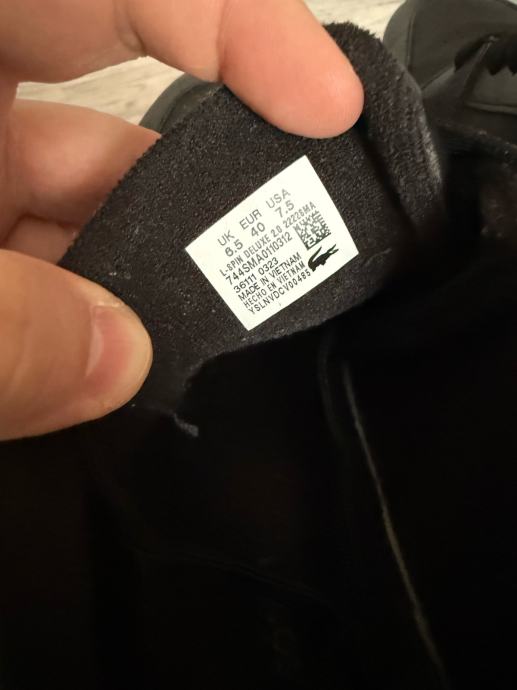 UK EUR USA
6.5 40 7.5
L-SPIN DELUXE 2.0 22228MA
744SMA0110312
36111 0323
MADE IN VIETNAM
HECHO EN VIETNAM
YSLNVDCV00485